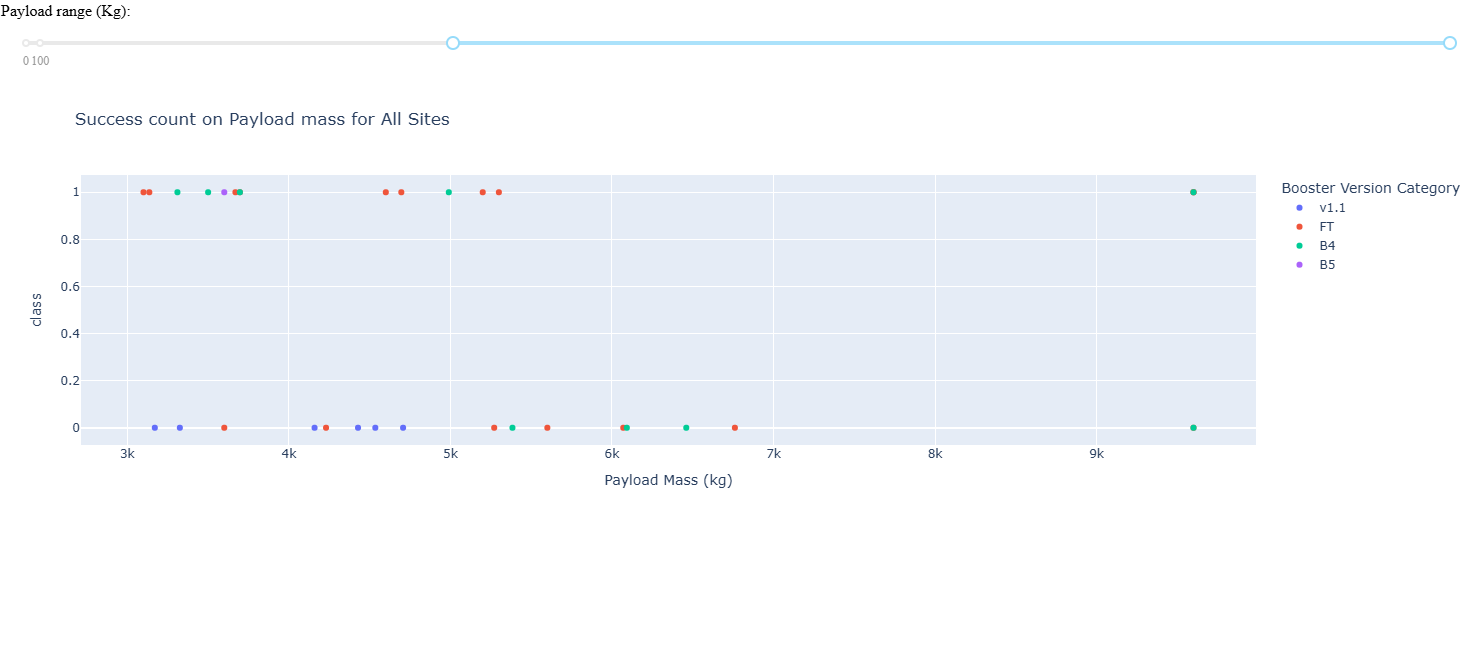 Payload range (Kg):
0 100
Success count on Payload mass for All Sites
Booster Version Category
v1.1
FT
B4
B5
1
0.8
0.6
0.4
0.2
0
class
3k 4k 5k 6k 7k 8k 9k
Payload Mass (kg)